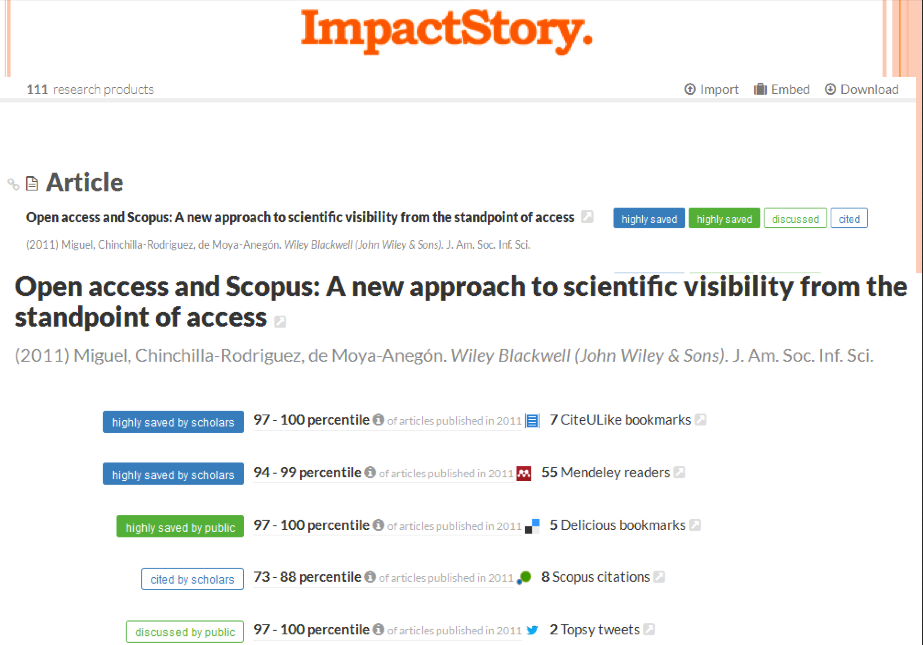 ImpactStory.
111 research products
Import Embed Download
Article
Open access and Scopus: A new approach to scientific visibility from the standpoint of access highly saved highly saved discussed cited
(2011) Miguel, Chinchilla-Rodriguez, de Moya-Anegón. Wiley Blackwell (John Wiley & Sons). J. Am. Soc. Inf. Sci.
Open access and Scopus: A new approach to scientific visibility from the
standpoint of access
(2011) Miguel, Chinchilla-Rodriguez, de Moya-Anegón. Wiley Blackwell (John Wiley & Sons). J. Am. Soc. Inf. Sci.
highly saved by scholars 97 - 100 percentile of articles published in 2011 7 CiteULike bookmarks
highly saved by scholars 94 - 99 percentile of articles published in 2011 55 Mendeley readers
highly saved by public 97 - 100 percentile of articles published in 2011 5 Delicious bookmarks
cited by scholars 73 - 88 percentile of articles published in 2011 8 Scopus citations
discussed by public 97 - 100 percentile of articles published in 2011 2 Topsy tweets